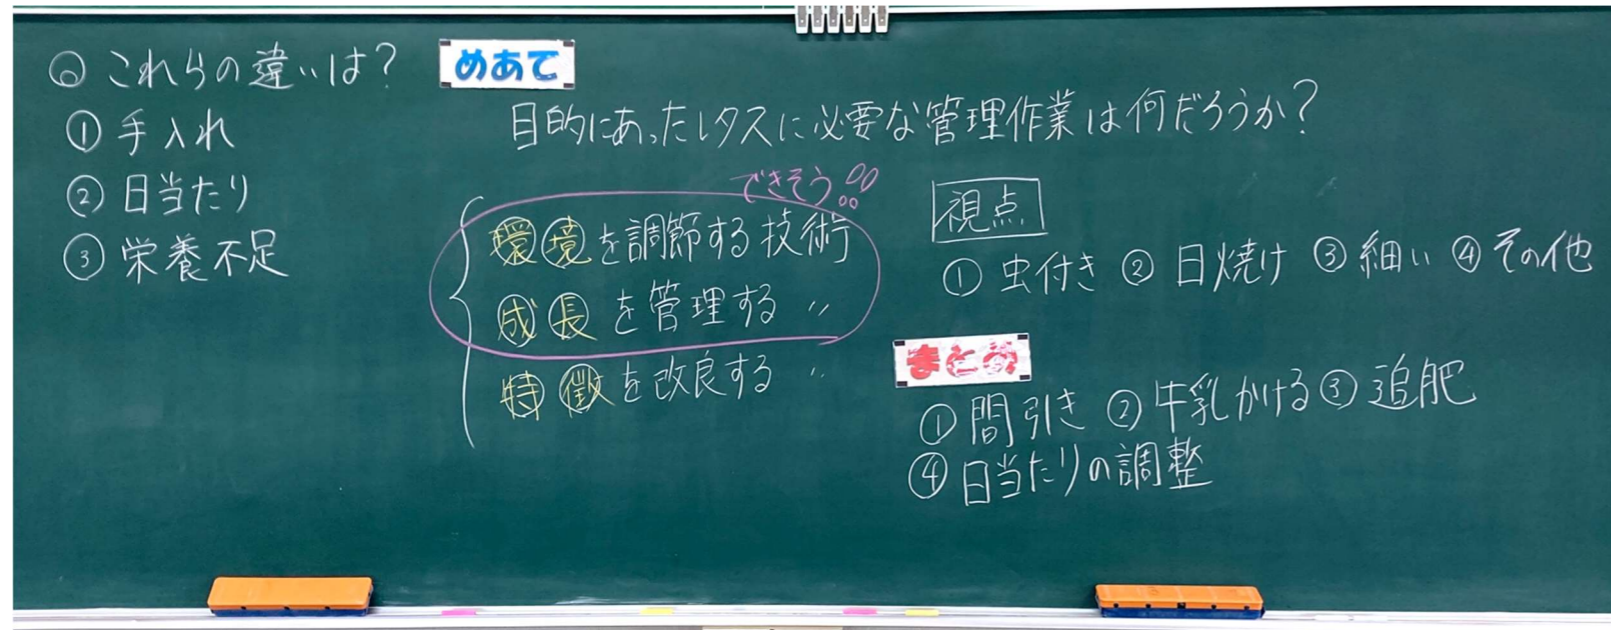 Q これらの違いは?
① 手入れ
② 日当たり
③ 栄養不足
めあて
目的にあったレタスに必要な管理作業は何だろうか?
できそう!!
環境を調節する技術
成長を管理する 〃
特徴を改良する 〃
視点
① 虫付き ② 日焼け ③ 細い ④ その他
まとめ
① 間引き ② 牛乳かける ③ 追肥
④ 日当たりの調整